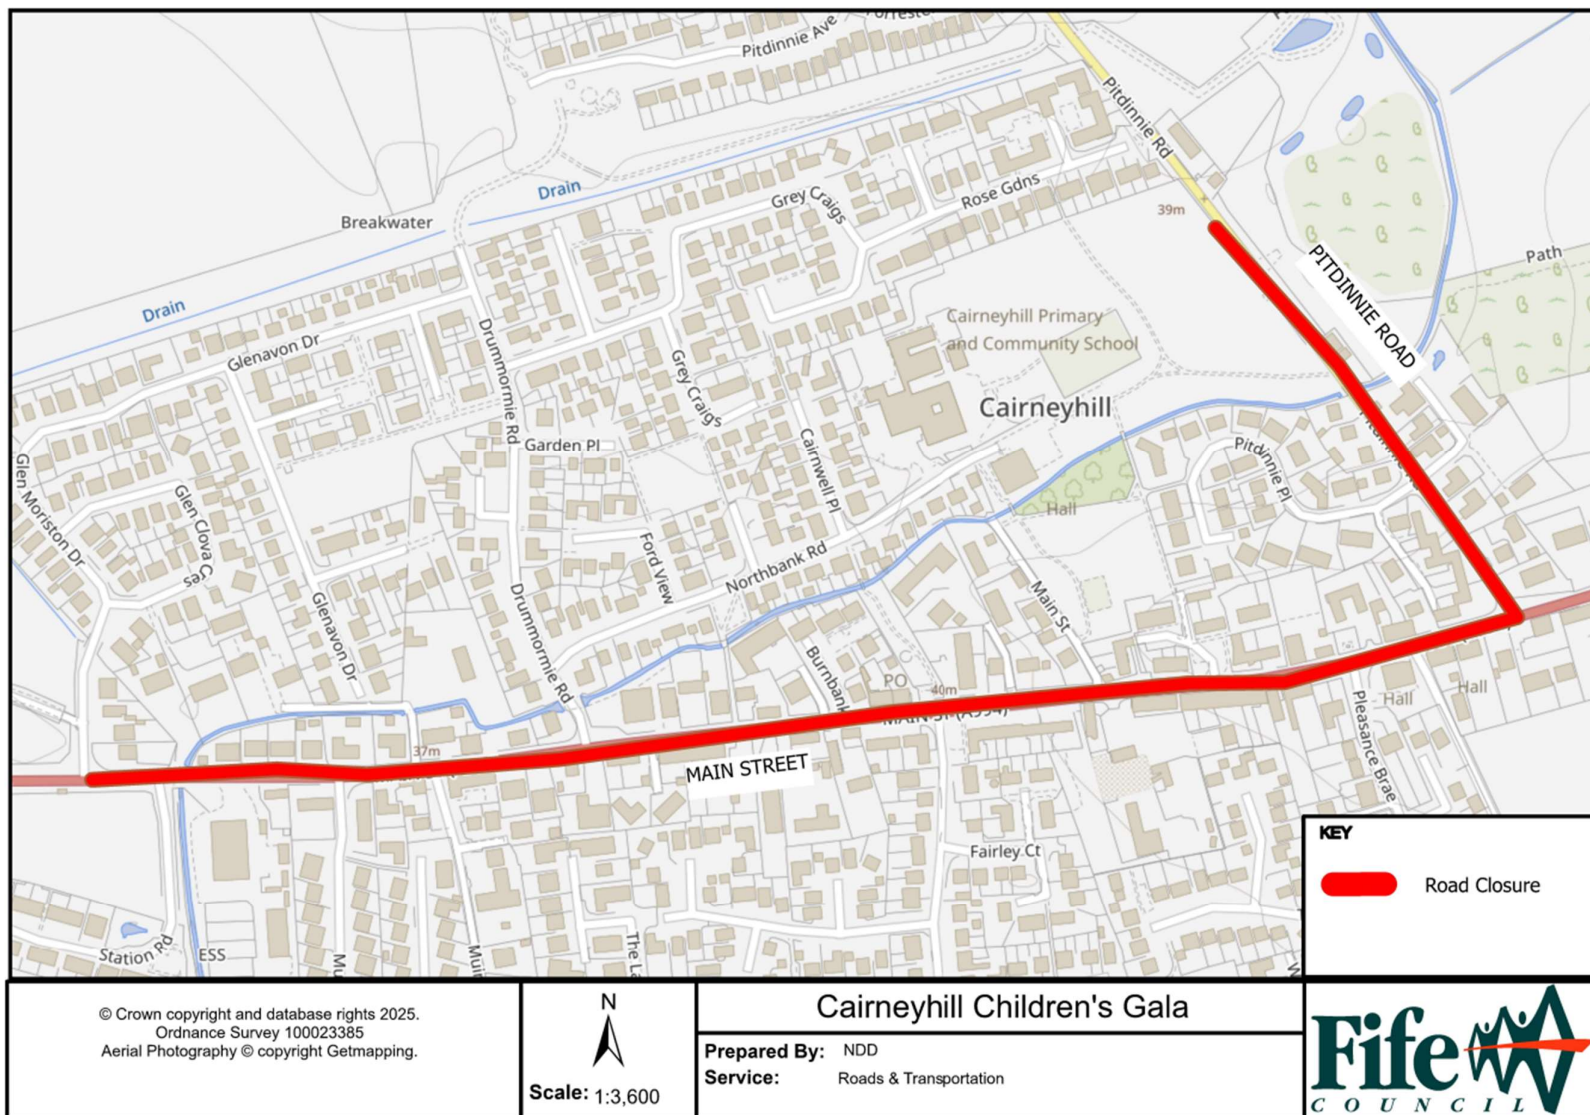 Pitdinnie Ave
Pitdinnie Rd
Drain
Breakwater
Grey Craigs
Rose Gdns
39m
PITDINNIE ROAD
Path
Drain
Glenavon Dr
Drummormie Rd
Grey Craigs
Cairneyhill Primary
and Community School
Cairneyhill
Garden Pl
Cairnwell Pl
Pitdinnie Pl
Glen Moriston Dr
Glen Clova Cres
Hall
Ford View
Northbank Rd
Main St
Glenavon Dr
Drummormie Rd
Burnbank
PO
40m
Hall
Hall
Pleasance Brae
37m
MAIN STREET
Fairley Ct
Station Rd
ESS
KEY
Road Closure
© Crown copyright and database rights 2025.
Ordnance Survey 100023385
Aerial Photography © copyright Getmapping.
N
Scale: 1:3,600
Cairneyhill Children's Gala
Prepared By: NDD
Service: Roads & Transportation
Fife
COUNCIL